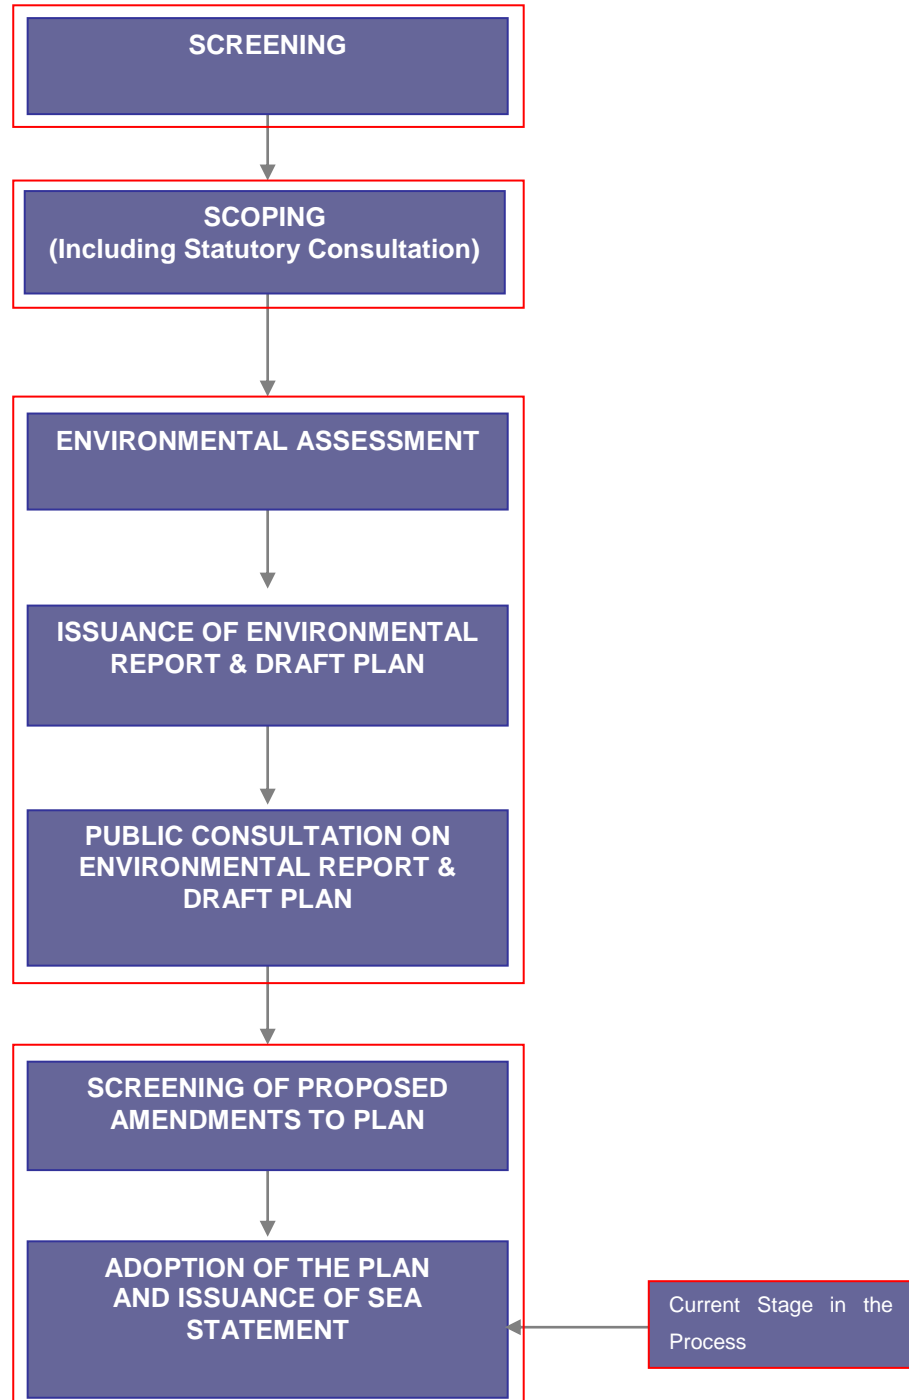 SCREENING
SCOPING
(Including Statutory Consultation)
ENVIRONMENTAL ASSESSMENT
ISSUANCE OF ENVIRONMENTAL
REPORT & DRAFT PLAN
PUBLIC CONSULTATION ON
ENVIRONMENTAL REPORT &
DRAFT PLAN
SCREENING OF PROPOSED
AMENDMENTS TO PLAN
ADOPTION OF THE PLAN
AND ISSUANCE OF SEA
STATEMENT
Current Stage in the
Process